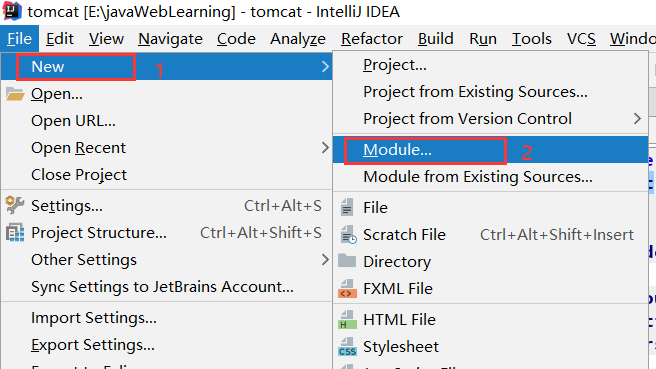 tomcat [E:\javaWebLearning] - tomcat - IntelliJ IDEA
File Edit View Navigate Code Analyze Refactor Build Run Tools VCS Windo
New 1
Open...
Open URL...
Open Recent
Close Project
Settings... Ctrl+Alt+S
Project Structure... Ctrl+Alt+Shift+S
Other Settings
Sync Settings to JetBrains Account...
Import Settings...
Export Settings...
Project...
Project from Existing Sources...
Project from Version Control
Module... 2
Module from Existing Sources...
File
Scratch File Ctrl+Alt+Shift+Insert
Directory
FXML File
HTML File
Stylesheet